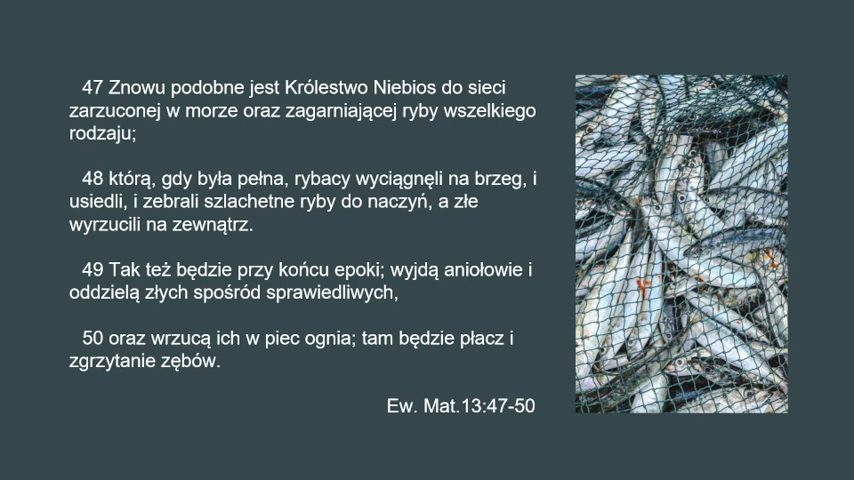 47 Znowu podobne jest Królestwo Niebios do sieci
zarzuconej w morze oraz zagarniającej ryby wszelkiego
rodzaju;
48 którą, gdy była pełna, rybacy wyciągnęli na brzeg, i
usiedli, i zebrali szlachetne ryby do naczyń, a złe
wyrzucili na zewnątrz.
49 Tak też będzie przy końcu epoki; wyjdą aniołowie i
oddzielą złych spośród sprawiedliwych,
50 oraz wrzucą ich w piec ognia; tam będzie płacz i
zgrzytanie zębów.
Ew. Mat.13:47-50